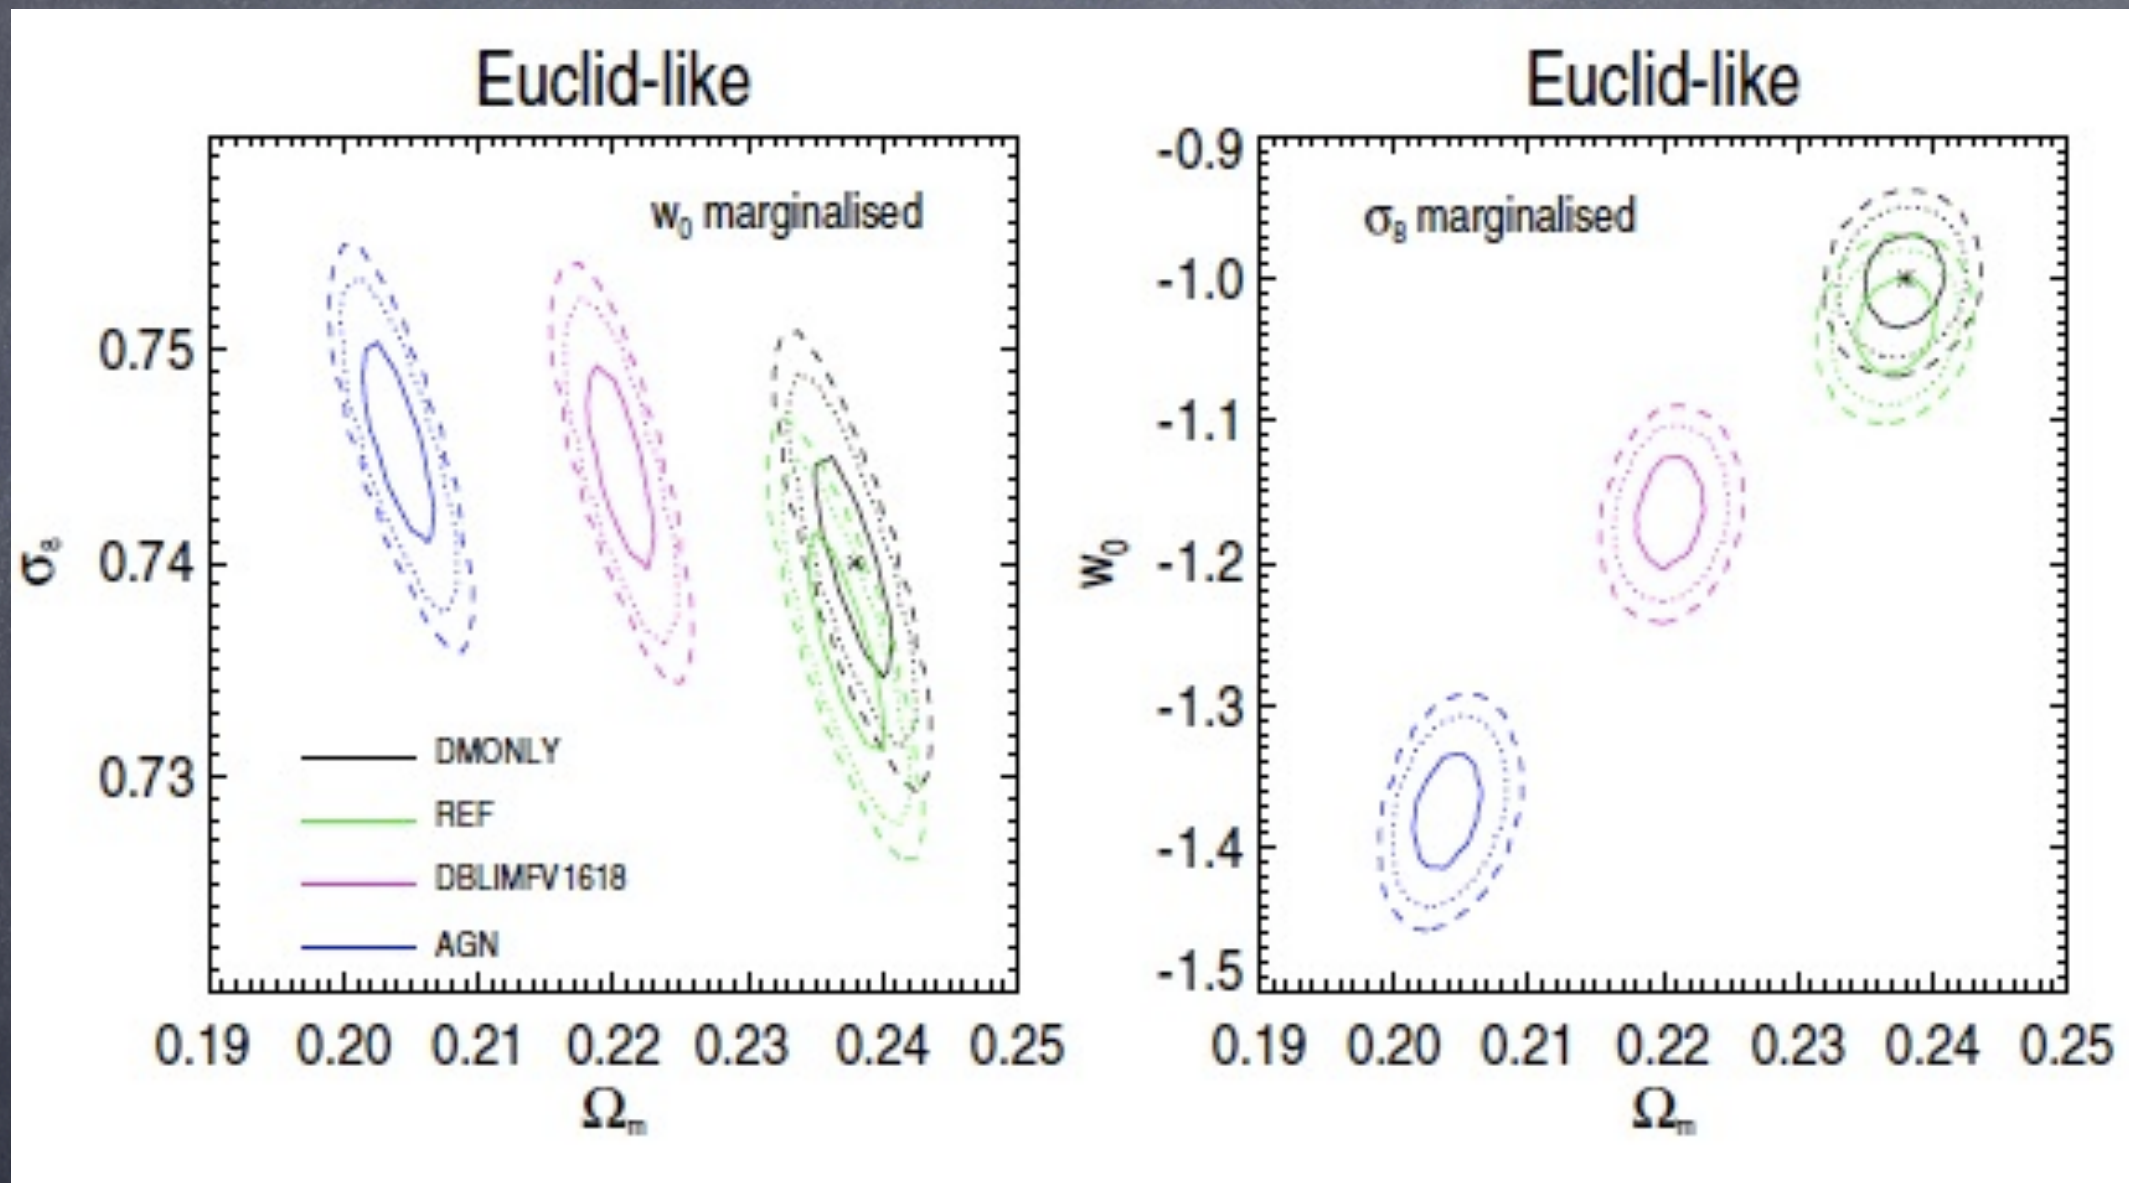 Euclid-like
w₀ marginalised
σ₈
0.75
0.74
0.73
DMONLY
REF
DBLIMFV1618
AGN
0.19 0.20 0.21 0.22 0.23 0.24 0.25
Ωₘ
Euclid-like
σ₈ marginalised
w₀
-0.9
-1.0
-1.1
-1.2
-1.3
-1.4
-1.5
0.19 0.20 0.21 0.22 0.23 0.24 0.25
Ωₘ